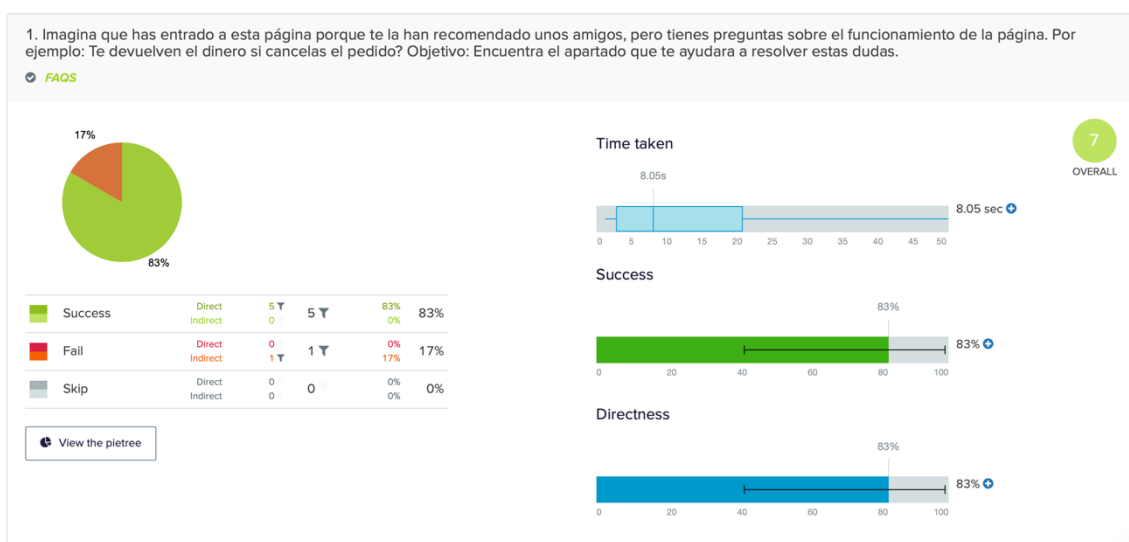 1. Imagina que has entrado a esta página porque te la han recomendado unos amigos, pero tienes preguntas sobre el funcionamiento de la página. Por
ejemplo: Te devuelven el dinero si cancelas el pedido? Objetivo: Encuentra el apartado que te ayudara a resolver estas dudas.
FAQS
17%
83%
Success Direct 5 5 83% 83%
Indirect 0 0%
Fail Direct 0 1 0% 17%
Indirect 1 17%
Skip Direct 0 0 0% 0%
Indirect 0 0%
View the pietree
Time taken
7
OVERALL
8.05s
8.05 sec
0 5 10 15 20 25 30 35 40 45 50
Success
83%
83%
0 20 40 60 80 100
Directness
83%
83%
0 20 40 60 80 100